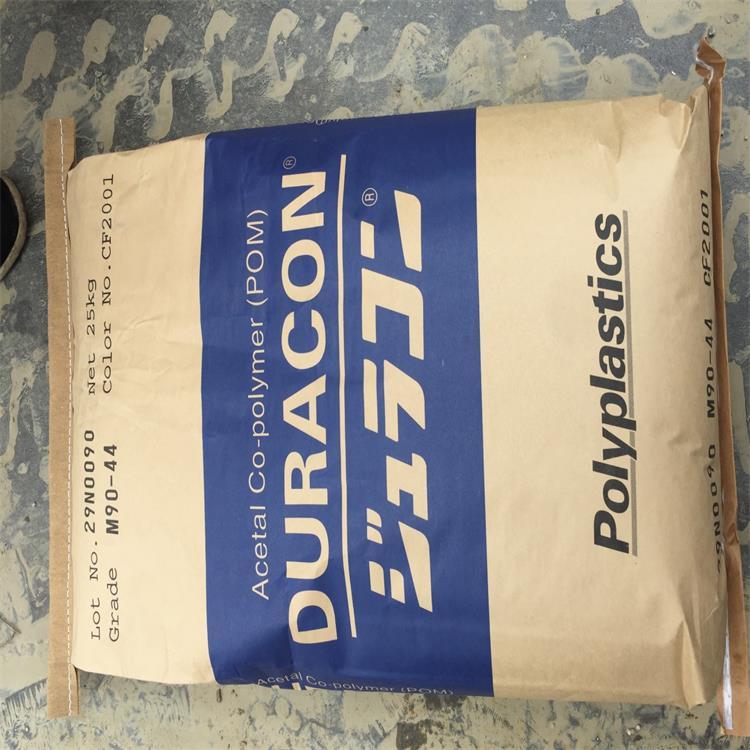 Lot No. 29N0090 Net 25kg
Grade M90-44 Color No. CF2001
Acetal Co-polymer (POM)
DURACON®
ジュラコン®
Polyplastics
29N0090 M90-44 CF2001
Acetal Co-polymer (POM)